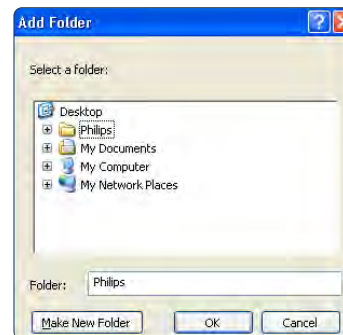 Add Folder
Select a folder:
Desktop
Philips
My Documents
My Computer
My Network Places
Folder: Philips
Make New Folder OK Cancel